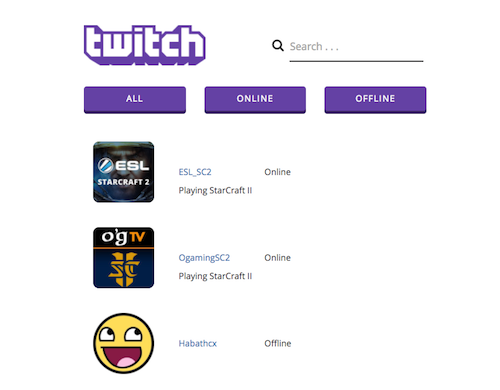 twitch
Search . . .
ALL ONLINE OFFLINE
ESL
STARCRAFT 2
ESL_SC2 Online
Playing StarCraft II
o'g TV
SC
OgamingSC2 Online
Playing StarCraft II
Habathcx Offline